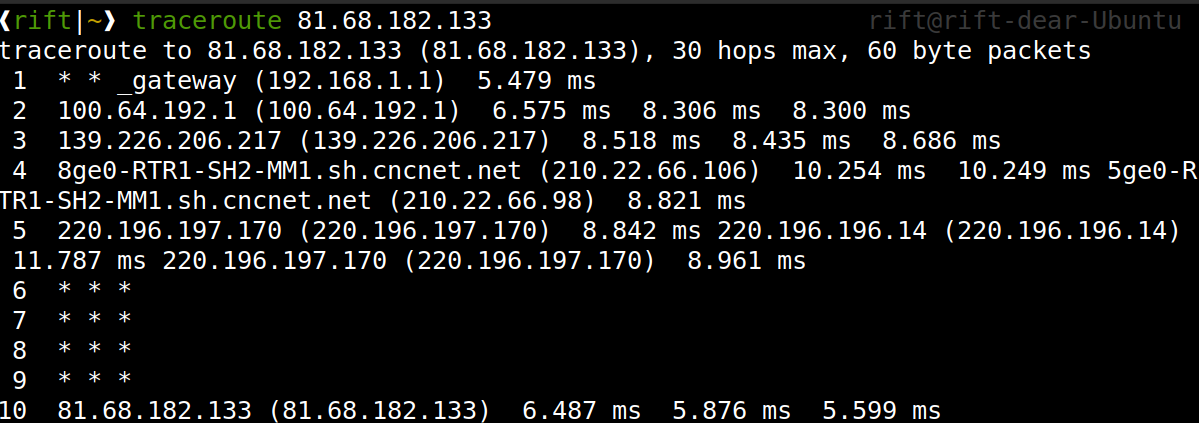 ❰rift|~❱ traceroute 81.68.182.133 rift@rift-dear-Ubuntu
traceroute to 81.68.182.133 (81.68.182.133), 30 hops max, 60 byte packets
 1  * * _gateway (192.168.1.1)  5.479 ms
 2  100.64.192.1 (100.64.192.1)  6.575 ms  8.306 ms  8.300 ms
 3  139.226.206.217 (139.226.206.217)  8.518 ms  8.435 ms  8.686 ms
 4  8ge0-RTR1-SH2-MM1.sh.cncnet.net (210.22.66.106)  10.254 ms  10.249 ms 5ge0-R
TR1-SH2-MM1.sh.cncnet.net (210.22.66.98)  8.821 ms
 5  220.196.197.170 (220.196.197.170)  8.842 ms 220.196.196.14 (220.196.196.14)
 11.787 ms 220.196.197.170 (220.196.197.170)  8.961 ms
 6  * * *
 7  * * *
 8  * * *
 9  * * *
10  81.68.182.133 (81.68.182.133)  6.487 ms  5.876 ms  5.599 ms